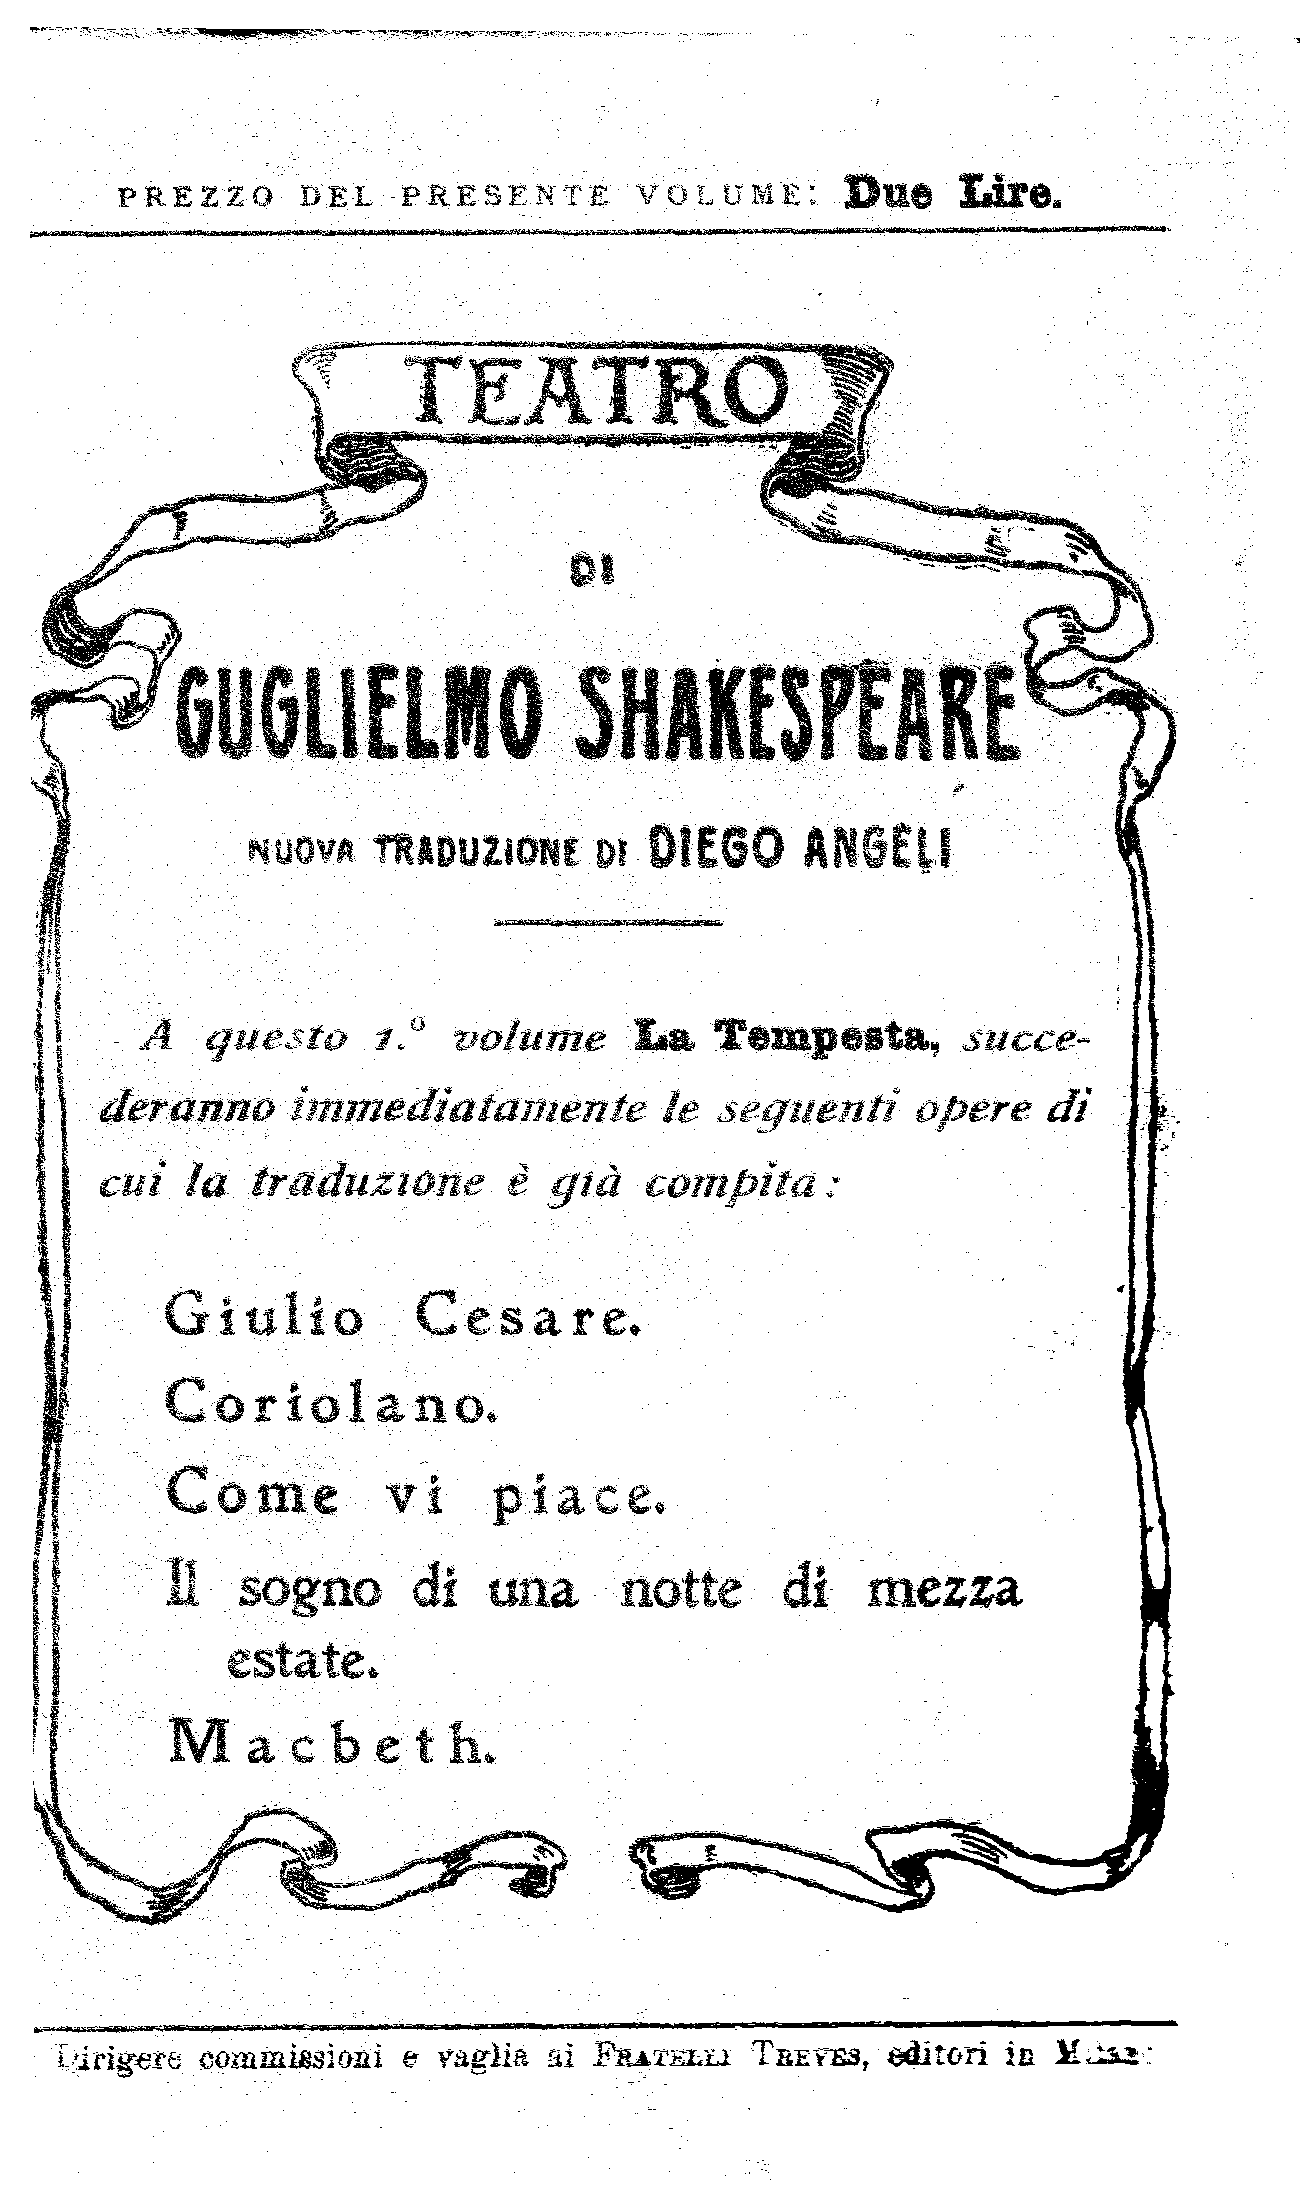 PREZZO DEL PRESENTE VOLUME: Due Lire.
TEATRO
DI
GUGLIELMO SHAKESPEARE
NUOVA TRADUZIONE DI DIEGO ANGELI
A questo 1.º volume La Tempesta, succe-
deranno immediatamente le seguenti opere di
cui la traduzione è già compita:
Giulio Cesare.
Coriolano.
Come vi piace.
Il sogno di una notte di mezza
estate.
Macbeth.
Dirigere commissioni e vaglia ai FRATELLI TREVES, editori in